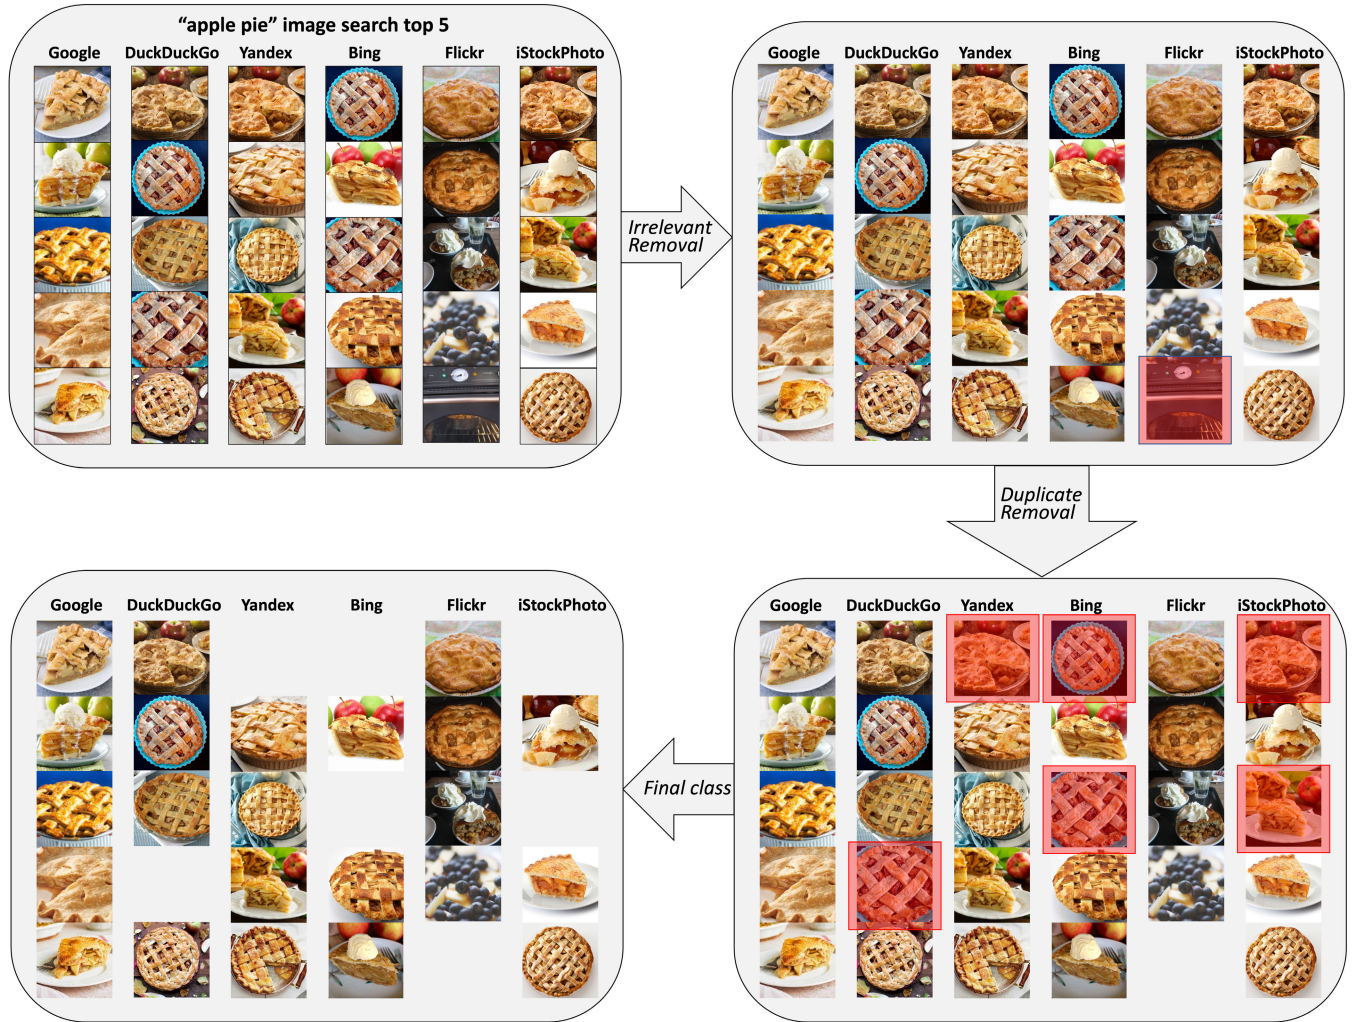 “apple pie” image search top 5
Google DuckDuckGo Yandex Bing Flickr iStockPhoto
Irrelevant
Removal
Google DuckDuckGo Yandex Bing Flickr iStockPhoto
Duplicate
Removal
Google DuckDuckGo Yandex Bing Flickr iStockPhoto
Final class
Google DuckDuckGo Yandex Bing Flickr iStockPhoto